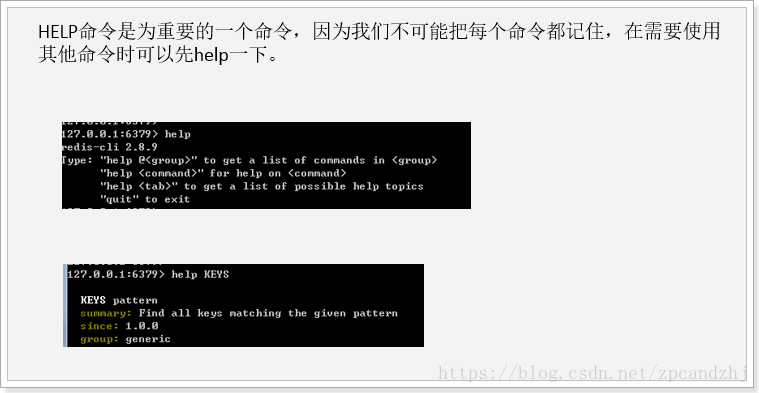 HELP命令是为重要的一个命令，因为我们不可能把每个命令都记住，在需要使用
其他命令时可以先help一下。
127.0.0.1:6379> help
redis-cli 2.8.9
Type: "help @<group>" to get a list of commands in <group>
"help <command>" for help on <command>
"help <tab>" to get a list of possible help topics
"quit" to exit
127.0.0.1:6379> help KEYS
KEYS pattern
summary: Find all keys matching the given pattern
since: 1.0.0
group: generic
https://blog.csdn.net/zpcandzhj